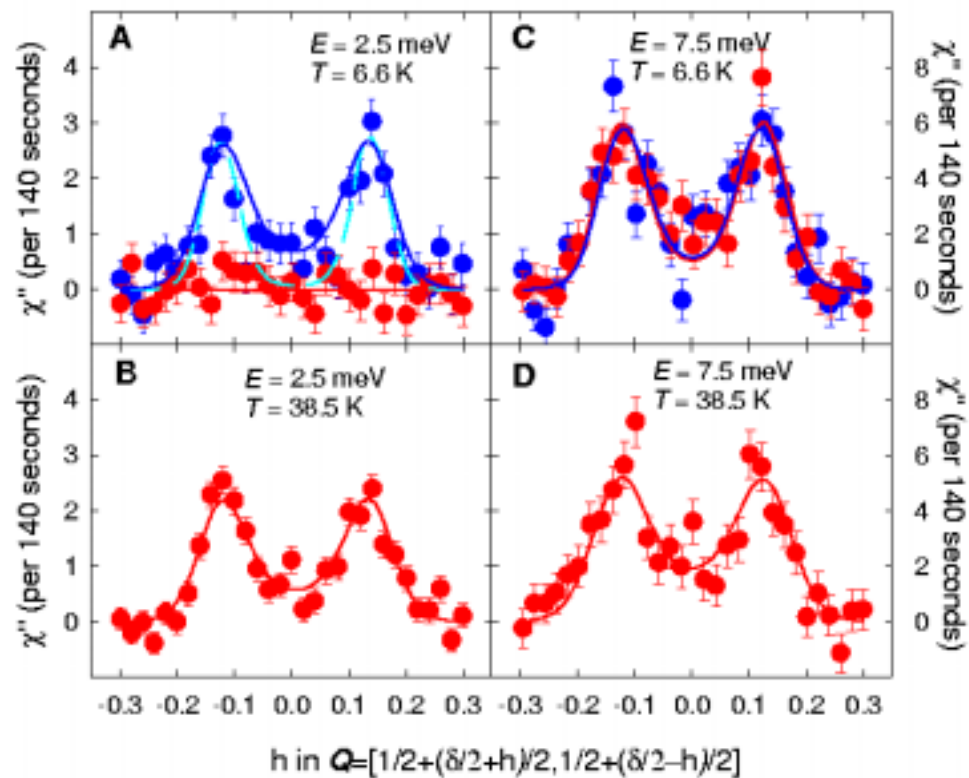 A
E = 2.5 meV
T = 6.6 K
C
E = 7.5 meV
T = 6.6 K
χ'' (per 140 seconds)
4
3
2
1
0
8
6
4
2
0
χ'' (per 140 seconds)
B
E = 2.5 meV
T = 38.5 K
D
E = 7.5 meV
T = 38.5 K
χ'' (per 140 seconds)
4
3
2
1
0
8
6
4
2
0
χ'' (per 140 seconds)
-0.3 -0.2 -0.1 0.0 0.1 0.2 0.3 -0.3 -0.2 -0.1 0.0 0.1 0.2 0.3
h in Q=[1/2+(δ/2+h)/2,1/2+(δ/2−h)/2]